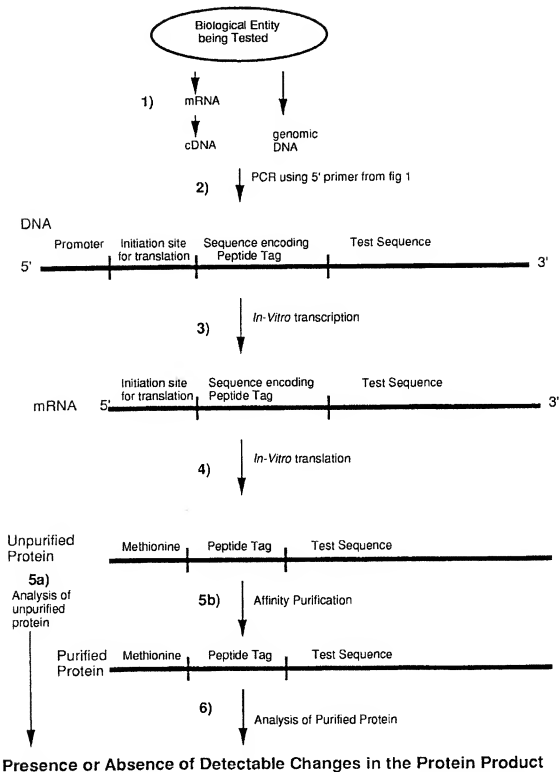 Biological Entity
being Tested
1)
mRNA
cDNA
genomic
DNA
2)
PCR using 5' primer from fig 1
DNA
Promoter
Initiation site
for translation
Sequence encoding
Peptide Tag
Test Sequence
5'
3'
3)
In-Vitro transcription
Initiation site
for translation
Sequence encoding
Peptide Tag
Test Sequence
mRNA
5'
3'
4)
In-Vitro translation
Unpurified
Protein
Methionine
Peptide Tag
Test Sequence
5a)
Analysis of
unpurified
protein
5b)
Affinity Purification
Purified
Protein
Methionine
Peptide Tag
Test Sequence
6)
Analysis of Purified Protein
Presence or Absence of Detectable Changes in the Protein Product